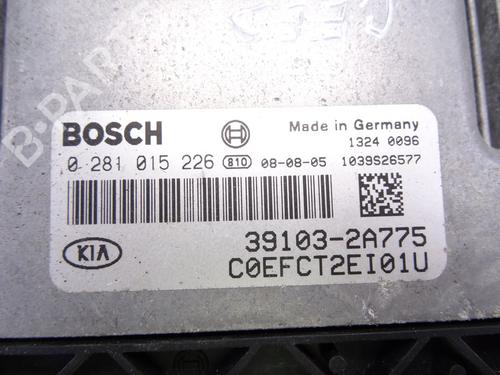 BOSCH
Made in Germany
1324 0096
0 281 015 226 810 08-08-05 1039S26577
KIA
39103-2A775
C0EFCT2EI01U